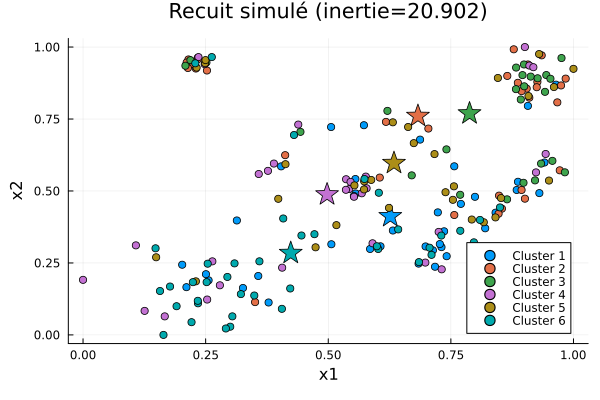 Recuit simulé (inertie=20.902)
x2
1.00
0.75
0.50
0.25
0.00
Cluster 1
Cluster 2
Cluster 3
Cluster 4
Cluster 5
Cluster 6
0.00 0.25 0.50 0.75 1.00
x1